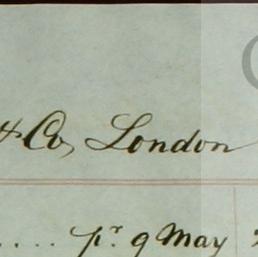 & Co, London
.... pr. 9 May